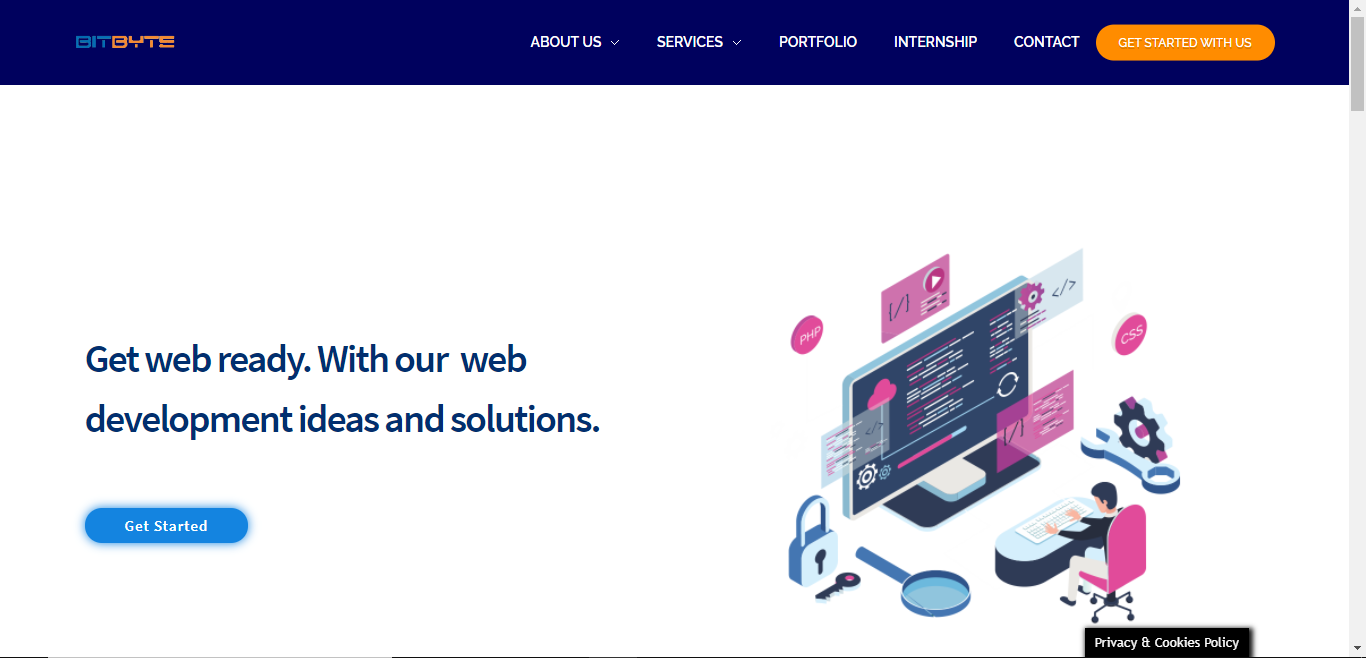 BITBYTE
ABOUT US
SERVICES
PORTFOLIO
INTERNSHIP
CONTACT
GET STARTED WITH US
Get web ready. With our web
development ideas and solutions.
Get Started
{/}
</>
PHP
CSS
</>
{/}
Privacy & Cookies Policy